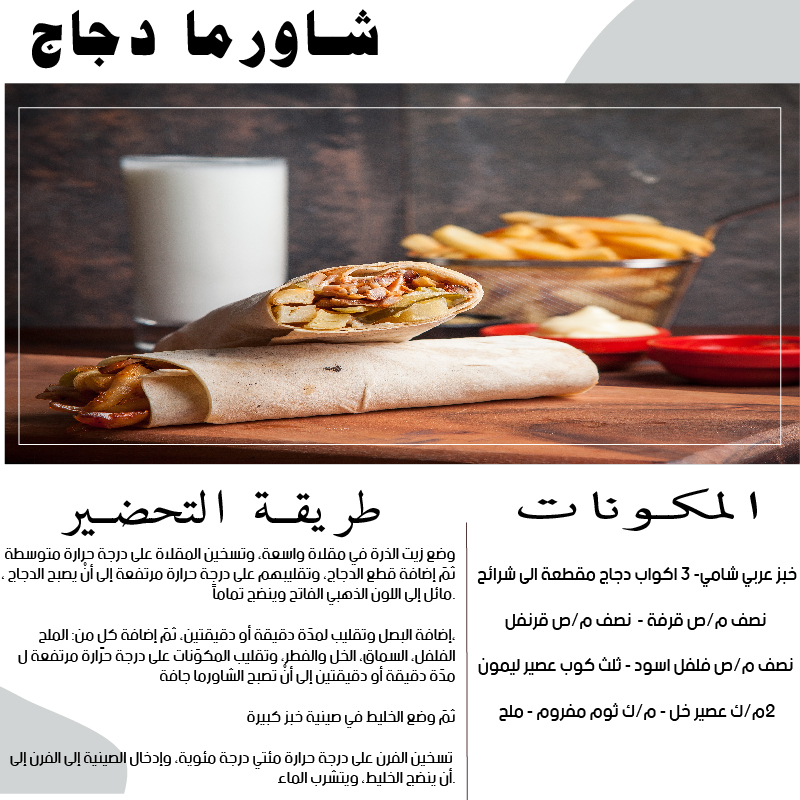 شاورما دجاج
المكونات
خبز عربي شامي- 3 اكواب دجاج مقطعة الى شرائح
نصف م/ص قرفة - نصف م/ص قرنفل
نصف م/ص فلفل اسود - ثلث كوب عصير ليمون
2م/ك عصير خل - م/ك ثوم مفروم - ملح
طريقة التحضير
وضع زيت الذرة في مقلاة واسعة، وتسخين المقلاة على درجة حرارة متوسطة
ثمّ إضافة قطع الدجاج، وتقليبهم على درجة حرارة مرتفعة إلى أنْ يصبح الدجاج ،
.مائل إلى اللون الذهبي الفاتح وينضج تماماً
،إضافة البصل وتقليب لمدّة دقيقة أو دقيقتين، ثمّ إضافة كلٍ من: الملح
الفلفل، السماق، الخل والفطر، وتقليب المكوّنات على درجة حرّارة مرتفعة ل
مدّة دقيقة أو دقيقتين إلى أنْ تصبح الشاورما جافة
ثمّ وضع الخليط في صينية خبز كبيرة
تسخين الفرن على درجة حرارة مئتي درجة مئوية، وإدخال الصينية إلى الفرن إلى
.أن ينضج الخليط، ويتشرب الماء